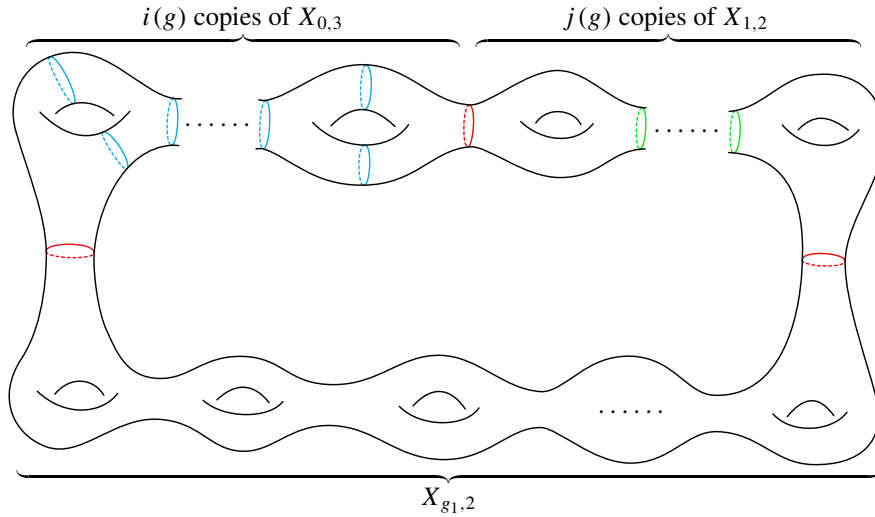 i(g) copies of X_{0,3}
j(g) copies of X_{1,2}
......
......
......
X_{g_1,2}